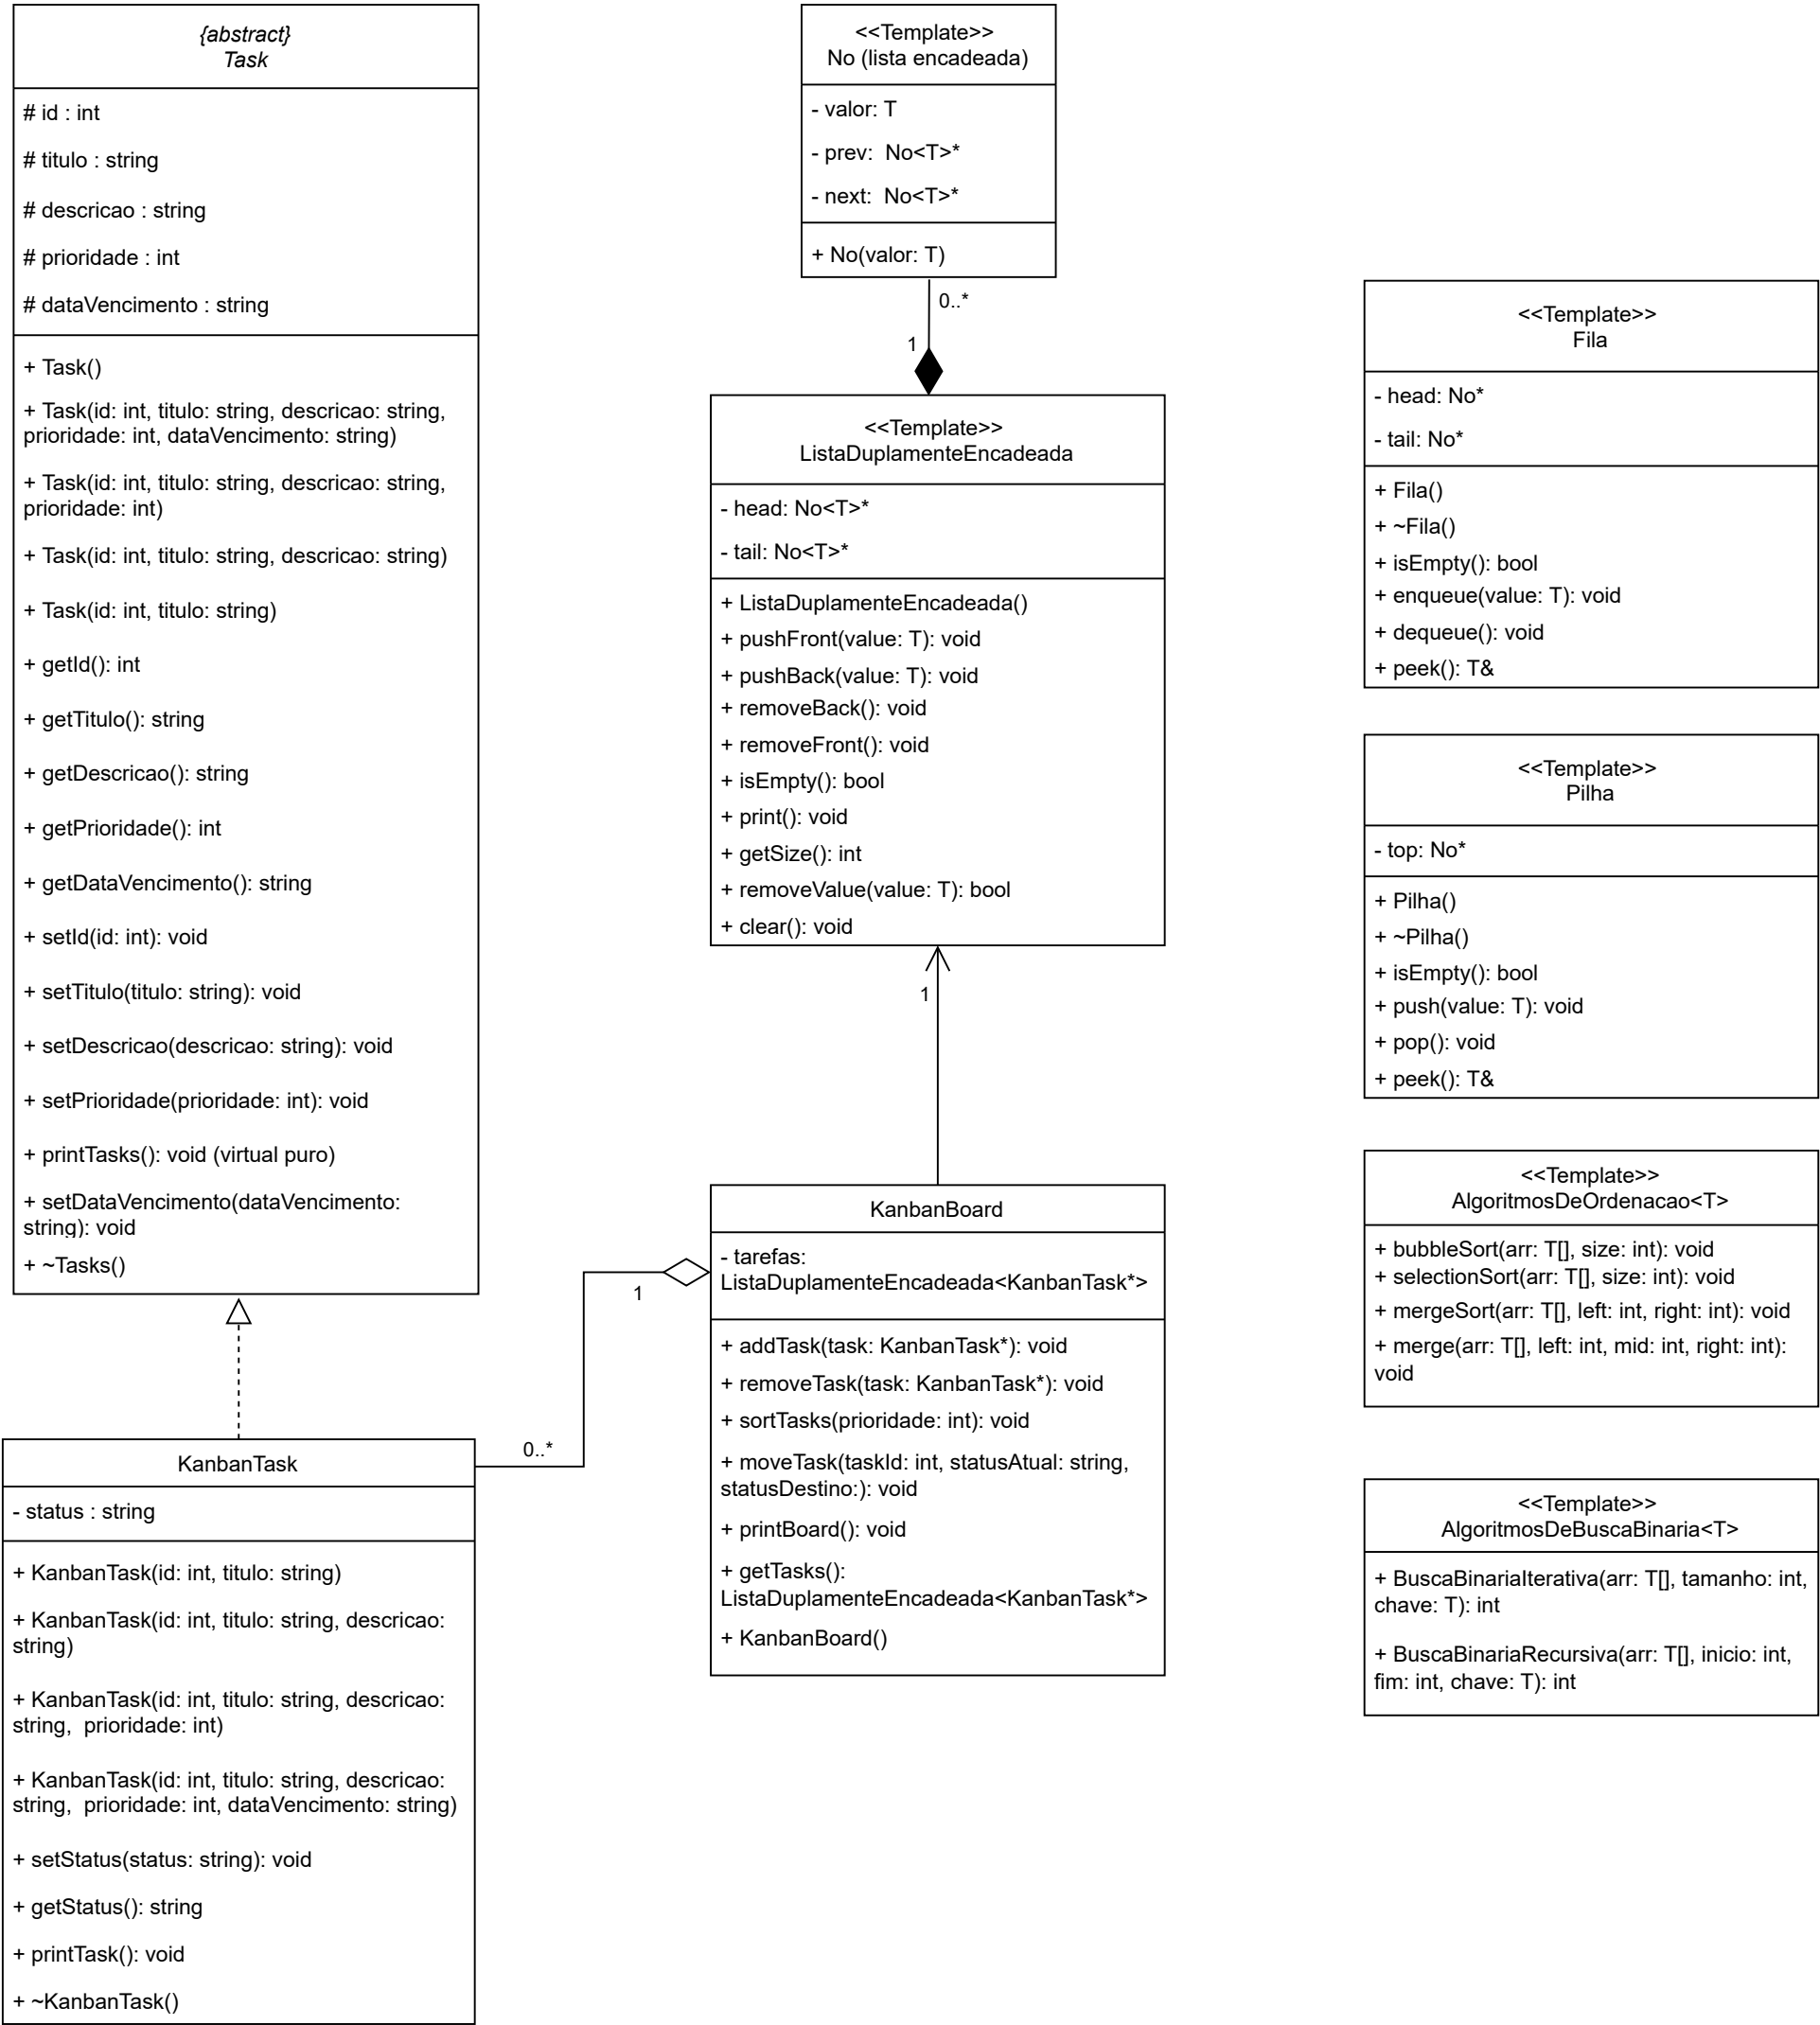 {abstract}
Task
# id : int
# titulo : string
# descricao : string
# prioridade : int
# dataVencimento : string
+ Task()
+ Task(id: int, titulo: string, descricao: string,
prioridade: int, dataVencimento: string)
+ Task(id: int, titulo: string, descricao: string,
prioridade: int)
+ Task(id: int, titulo: string, descricao: string)
+ Task(id: int, titulo: string)
+ getId(): int
+ getTitulo(): string
+ getDescricao(): string
+ getPrioridade(): int
+ getDataVencimento(): string
+ setId(id: int): void
+ setTitulo(titulo: string): void
+ setDescricao(descricao: string): void
+ setPrioridade(prioridade: int): void
+ printTasks(): void (virtual puro)
+ setDataVencimento(dataVencimento:
string): void
+ ~Tasks()
KanbanTask
- status : string
+ KanbanTask(id: int, titulo: string)
+ KanbanTask(id: int, titulo: string, descricao:
string)
+ KanbanTask(id: int, titulo: string, descricao:
string,  prioridade: int)
+ KanbanTask(id: int, titulo: string, descricao:
string,  prioridade: int, dataVencimento: string)
+ setStatus(status: string): void
+ getStatus(): string
+ printTask(): void
+ ~KanbanTask()
0..*
1
<<Template>>
No (lista encadeada)
- valor: T
- prev:  No<T>*
- next:  No<T>*
+ No(valor: T)
0..*
1
<<Template>>
ListaDuplamenteEncadeada
- head: No<T>*
- tail: No<T>*
+ ListaDuplamenteEncadeada()
+ pushFront(value: T): void
+ pushBack(value: T): void
+ removeBack(): void
+ removeFront(): void
+ isEmpty(): bool
+ print(): void
+ getSize(): int
+ removeValue(value: T): bool
+ clear(): void
1
KanbanBoard
- tarefas:
ListaDuplamenteEncadeada<KanbanTask*>
+ addTask(task: KanbanTask*): void
+ removeTask(task: KanbanTask*): void
+ sortTasks(prioridade: int): void
+ moveTask(taskId: int, statusAtual: string,
statusDestino:): void
+ printBoard(): void
+ getTasks():
ListaDuplamenteEncadeada<KanbanTask*>
+ KanbanBoard()
<<Template>>
Fila
- head: No*
- tail: No*
+ Fila()
+ ~Fila()
+ isEmpty(): bool
+ enqueue(value: T): void
+ dequeue(): void
+ peek(): T&
<<Template>>
Pilha
- top: No*
+ Pilha()
+ ~Pilha()
+ isEmpty(): bool
+ push(value: T): void
+ pop(): void
+ peek(): T&
<<Template>>
AlgoritmosDeOrdenacao<T>
+ bubbleSort(arr: T[], size: int): void
+ selectionSort(arr: T[], size: int): void
+ mergeSort(arr: T[], left: int, right: int): void
+ merge(arr: T[], left: int, mid: int, right: int):
void
<<Template>>
AlgoritmosDeBuscaBinaria<T>
+ BuscaBinariaIterativa(arr: T[], tamanho: int,
chave: T): int
+ BuscaBinariaRecursiva(arr: T[], inicio: int,
fim: int, chave: T): int